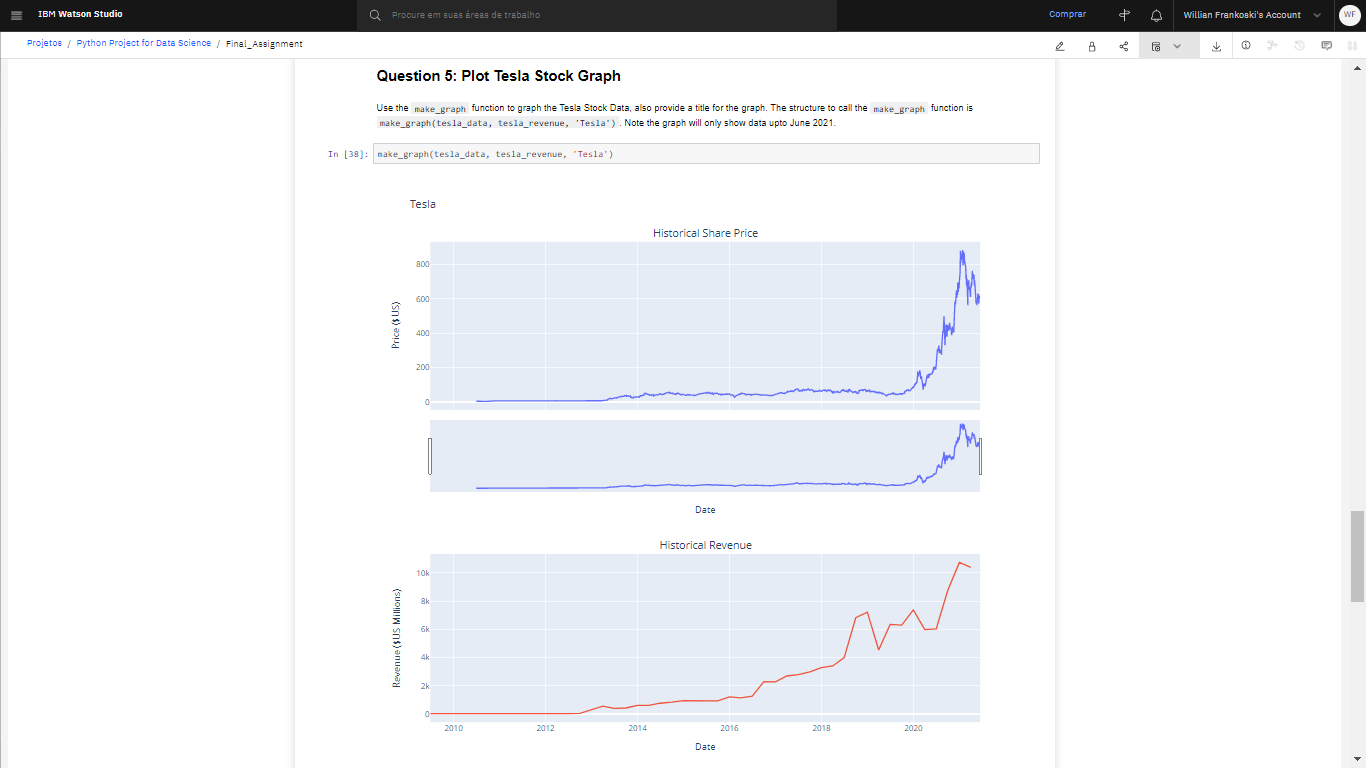 IBM Watson Studio
Procure em suas áreas de trabalho
Comprar
Willian Frankoski's Account
WF
Projetos / Python Project for Data Science / Final_Assignment
Question 5: Plot Tesla Stock Graph
Use the make_graph function to graph the Tesla Stock Data, also provide a title for the graph. The structure to call the make_graph function is
make_graph(tesla_data, tesla_revenue, 'Tesla') . Note the graph will only show data upto June 2021.
In [38]: make_graph(tesla_data, tesla_revenue, 'Tesla')
Tesla
Historical Share Price
800
600
400
200
0
Price ($ US)
Date
Historical Revenue
10k
8k
6k
4k
2k
0
Revenue ($US Millions)
2010 2012 2014 2016 2018 2020
Date